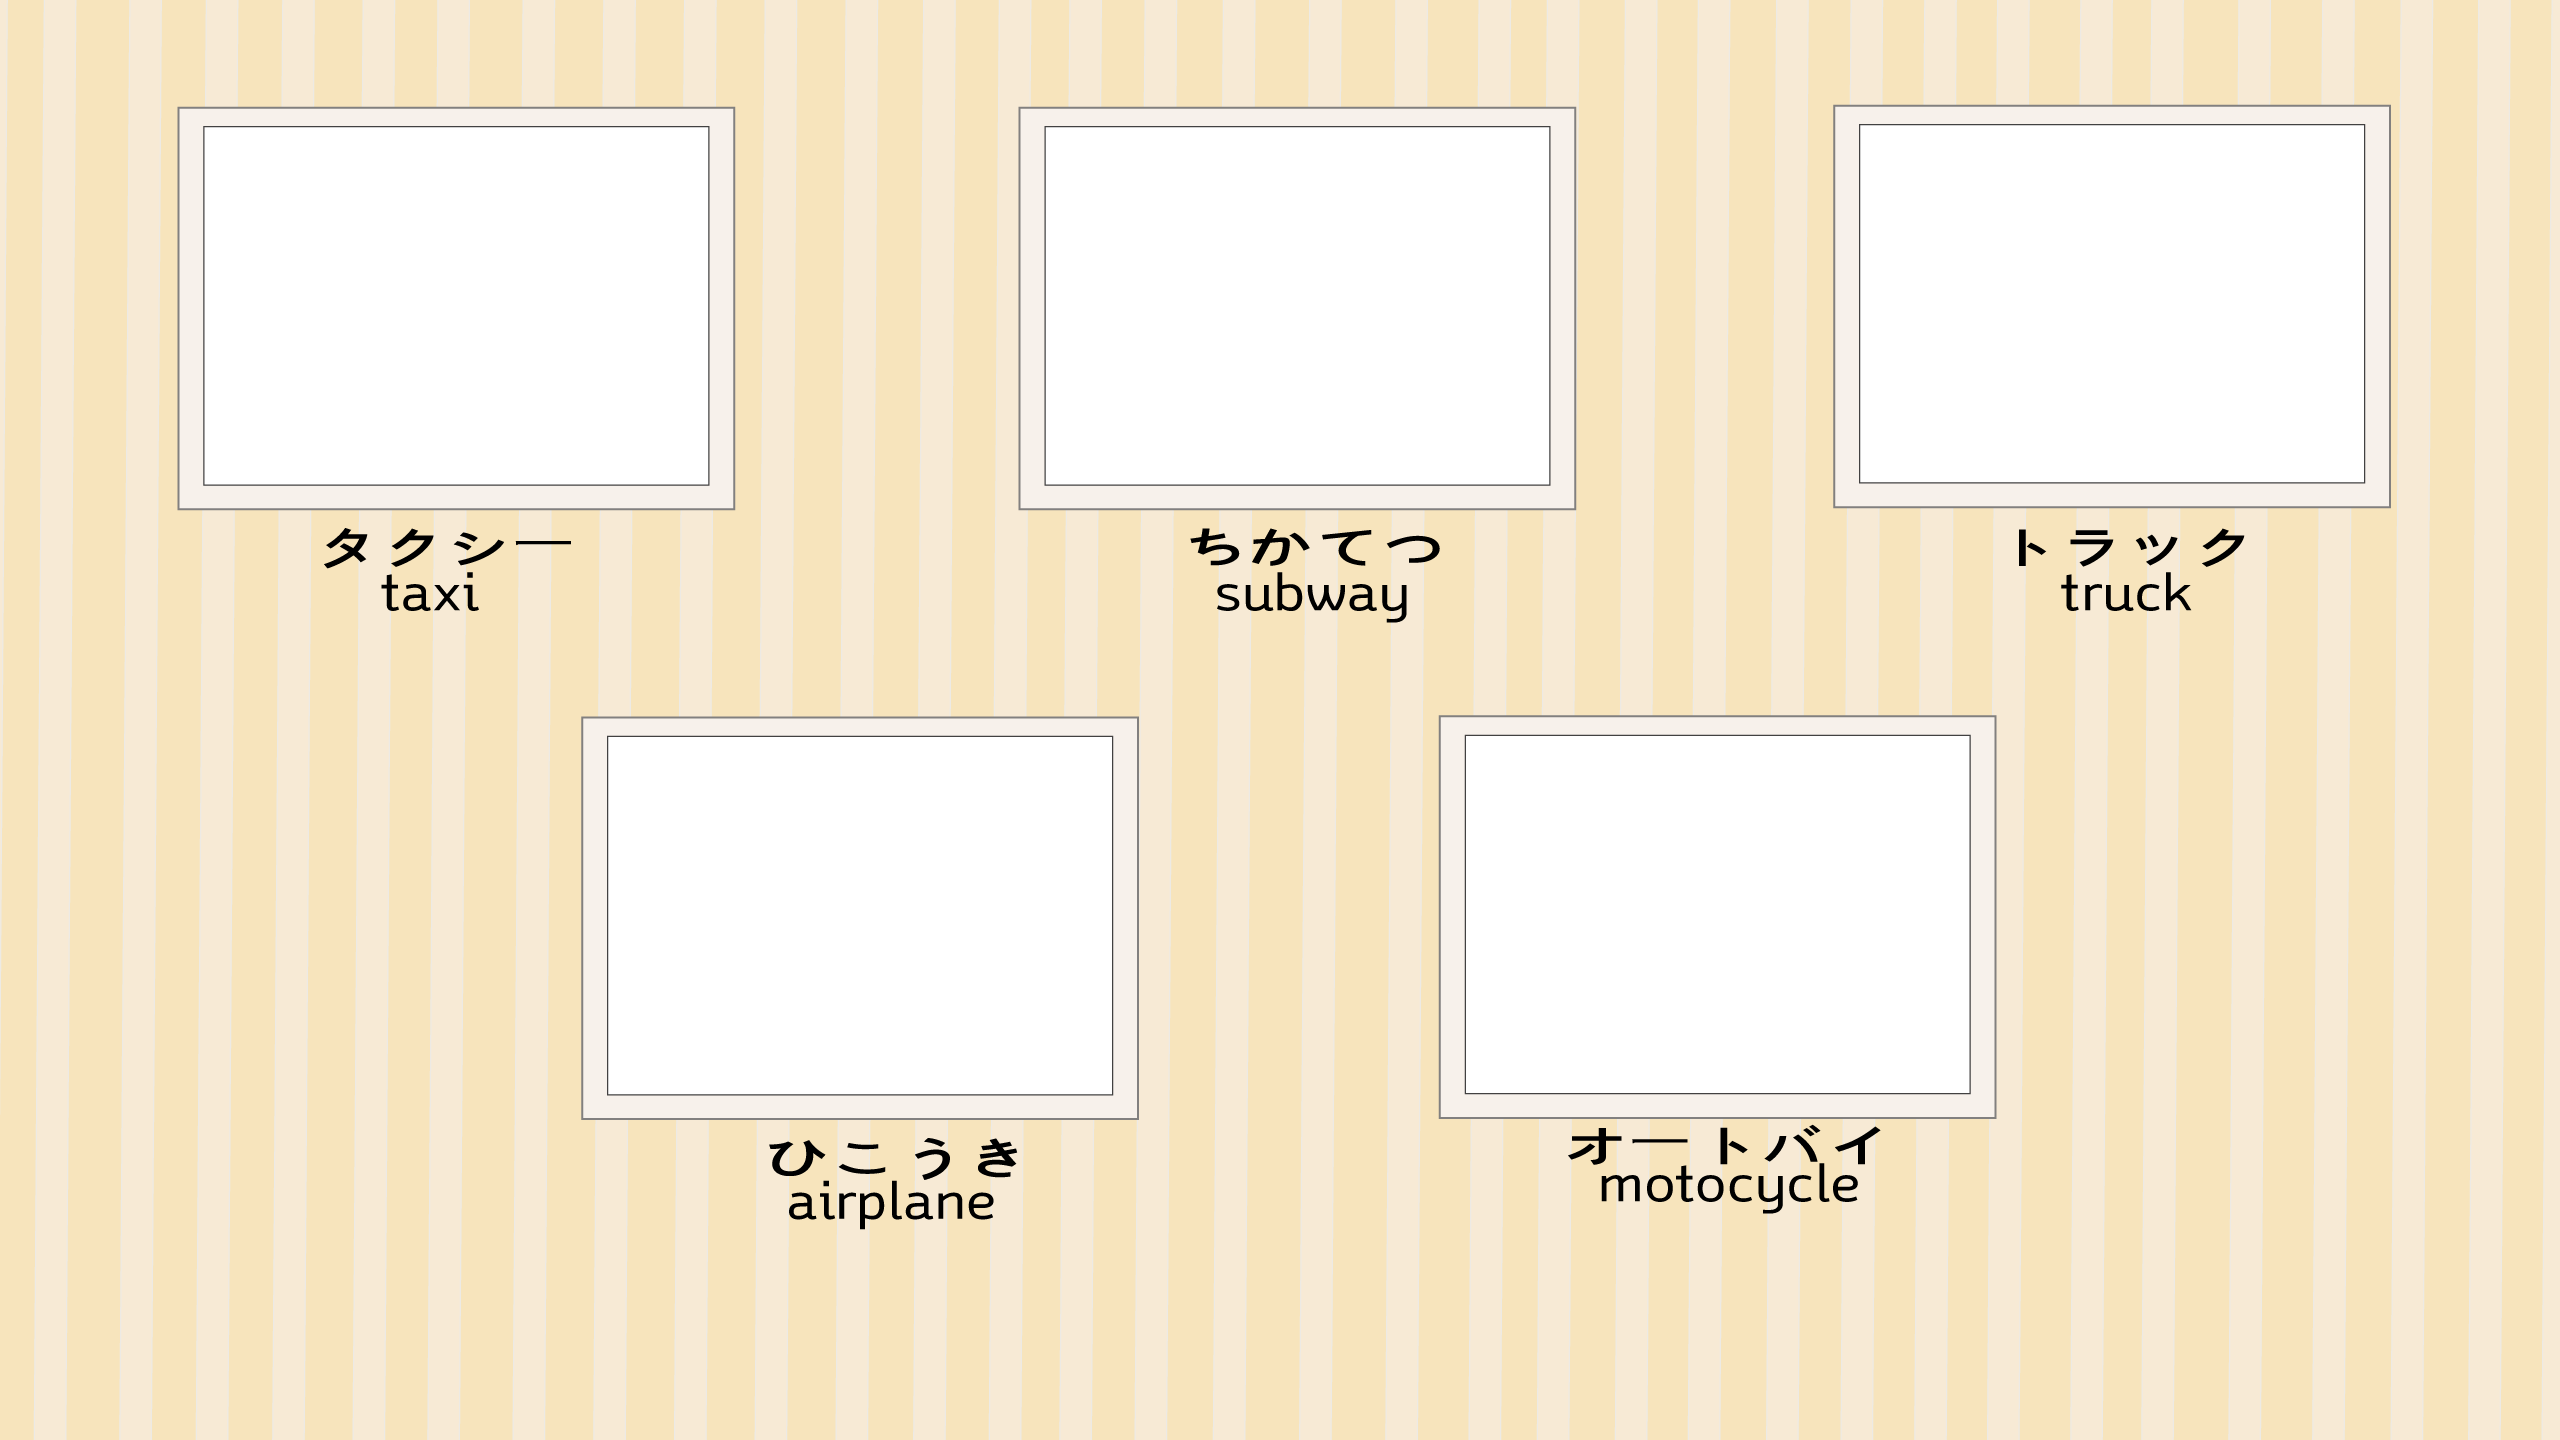 タクシー
taxi
ちかてつ
subway
トラック
truck
ひこうき
airplane
オートバイ
motocycle